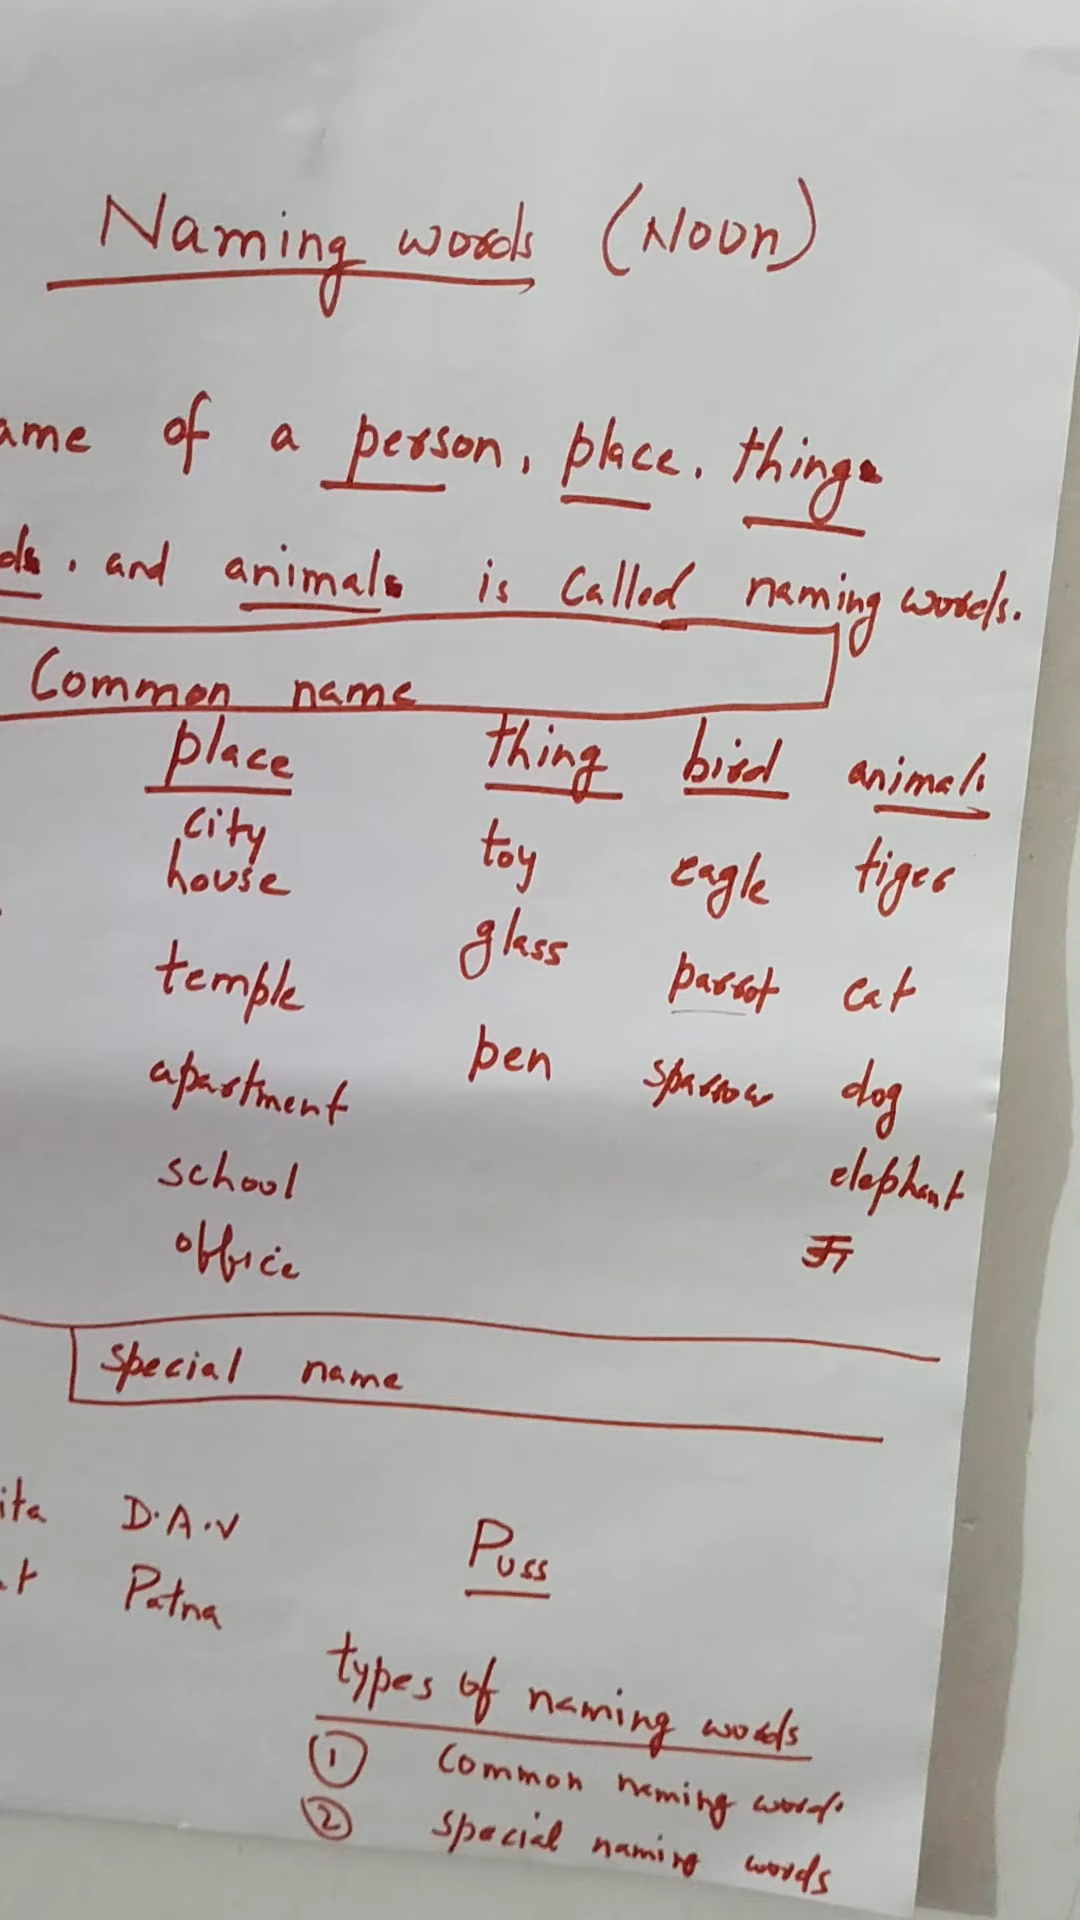 Naming words (Noun)
ame of a person, place, things
ds, and animals is called naming words.
Common name
place thing bird animals
city toy eagle tiger
house glass parrot cat
temple pen sparrow dog
apartment elephant
school
office
special name
ita D.A.V Puss
t Patna
types of naming words
1 Common naming words
2 special naming words